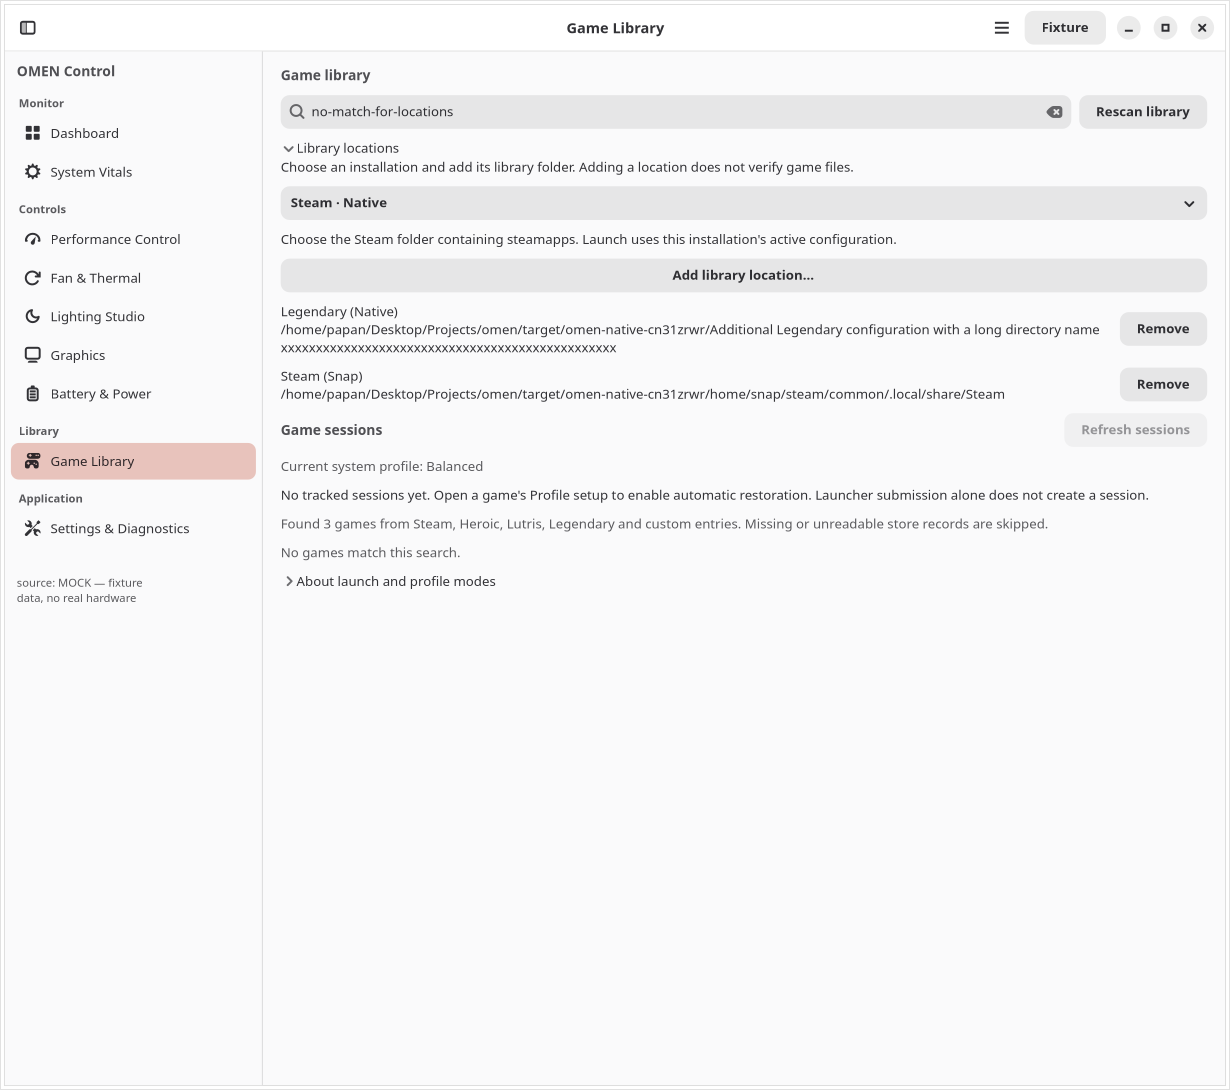 Game Library
Fixture
OMEN Control
Monitor
Dashboard
System Vitals
Controls
Performance Control
Fan & Thermal
Lighting Studio
Graphics
Battery & Power
Library
Game Library
Application
Settings & Diagnostics
source: MOCK — fixture
data, no real hardware
Game library
no-match-for-locations
Rescan library
Library locations
Choose an installation and add its library folder. Adding a location does not verify game files.
Steam · Native
Choose the Steam folder containing steamapps. Launch uses this installation's active configuration.
Add library location...
Legendary (Native)
/home/papan/Desktop/Projects/omen/target/omen-native-cn31zrwr/Additional Legendary configuration with a long directory name
xxxxxxxxxxxxxxxxxxxxxxxxxxxxxxxxxxxxxxxxxxxxxxxx
Remove
Steam (Snap)
/home/papan/Desktop/Projects/omen/target/omen-native-cn31zrwr/home/snap/steam/common/.local/share/Steam
Remove
Game sessions
Refresh sessions
Current system profile: Balanced
No tracked sessions yet. Open a game's Profile setup to enable automatic restoration. Launcher submission alone does not create a session.
Found 3 games from Steam, Heroic, Lutris, Legendary and custom entries. Missing or unreadable store records are skipped.
No games match this search.
About launch and profile modes